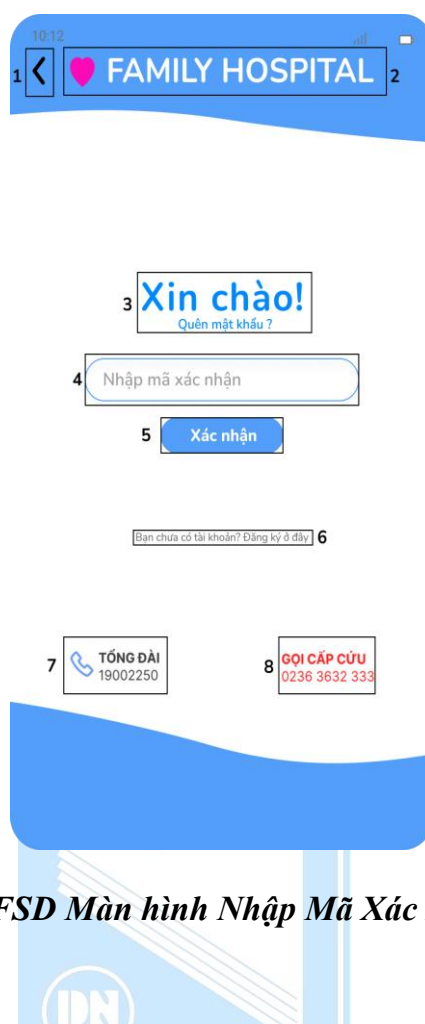 10:12
1 FAMILY HOSPITAL 2
3 Xin chào!
Quên mật khẩu ?
4 Nhập mã xác nhận
5 Xác nhận
Bạn chưa có tài khoản? Đăng ký ở đây 6
7 TỔNG ĐÀI
19002250
8 GỌI CẤP CỨU
0236 3632 333
FSD Màn hình Nhập Mã Xác
DN